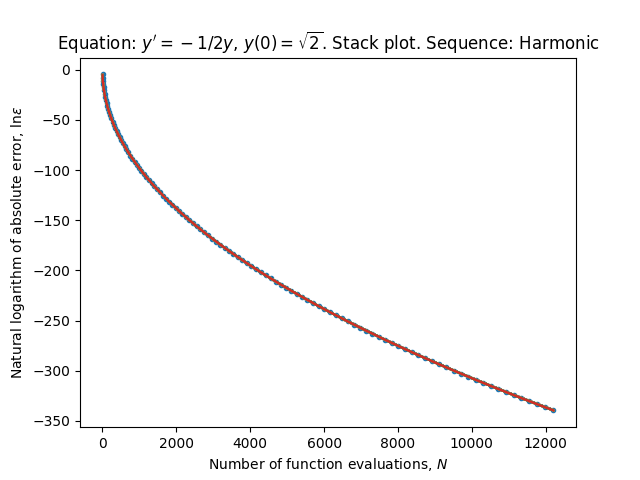 Equation: y′ = −1/2y, y(0) = √2. Stack plot. Sequence: Harmonic
Natural logarithm of absolute error, lnε
0
−50
−100
−150
−200
−250
−300
−350
0 2000 4000 6000 8000 10000 12000
Number of function evaluations, N